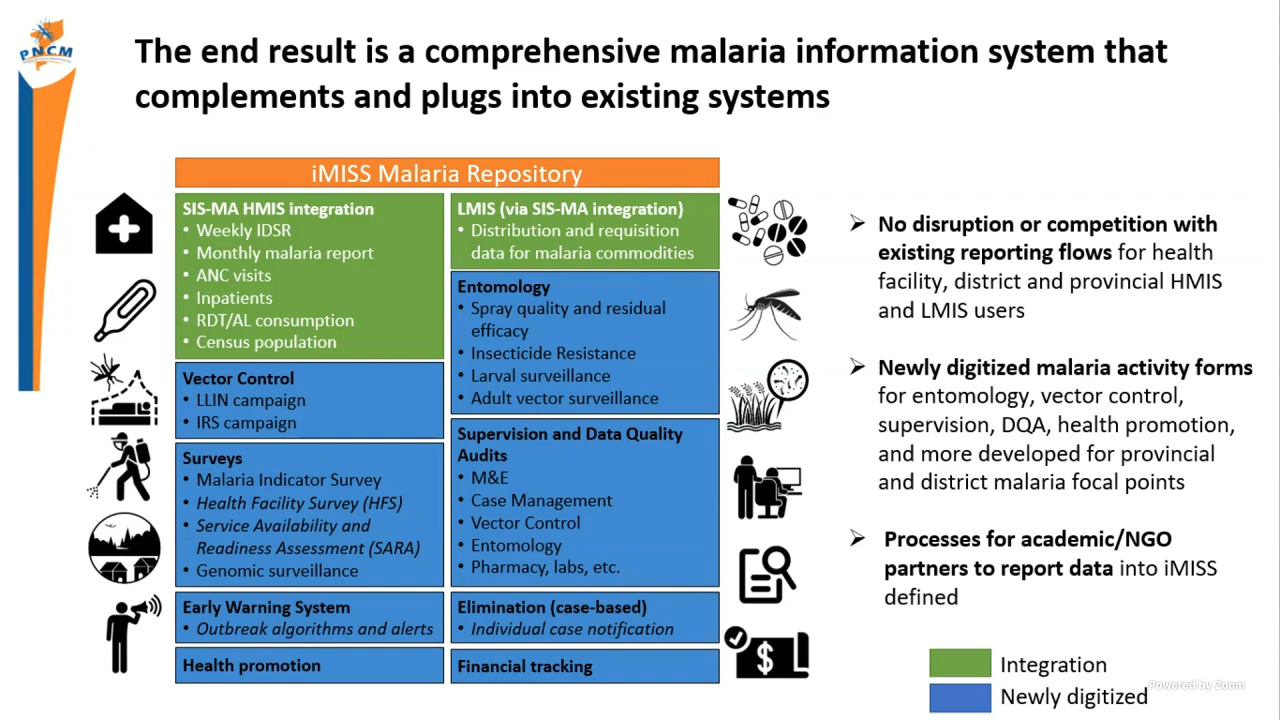 PNCM
The end result is a comprehensive malaria information system that
complements and plugs into existing systems
iMISS Malaria Repository
SIS-MA HMIS integration
• Weekly IDSR
• Monthly malaria report
• ANC visits
• Inpatients
• RDT/AL consumption
• Census population
Vector Control
• LLIN campaign
• IRS campaign
Surveys
• Malaria Indicator Survey
• Health Facility Survey (HFS)
• Service Availability and
Readiness Assessment (SARA)
• Genomic surveillance
Early Warning System
• Outbreak algorithms and alerts
Health promotion
LMIS (via SIS-MA integration)
• Distribution and requisition
data for malaria commodities
Entomology
• Spray quality and residual
efficacy
• Insecticide Resistance
• Larval surveillance
• Adult vector surveillance
Supervision and Data Quality
Audits
• M&E
• Case Management
• Vector Control
• Entomology
• Pharmacy, labs, etc.
Elimination (case-based)
• Individual case notification
Financial tracking
$
➢ No disruption or competition with
existing reporting flows for health
facility, district and provincial HMIS
and LMIS users
➢ Newly digitized malaria activity forms
for entomology, vector control,
supervision, DQA, health promotion,
and more developed for provincial
and district malaria focal points
➢ Processes for academic/NGO
partners to report data into iMISS
defined
Integration
Newly digitized
Powered by Zoom